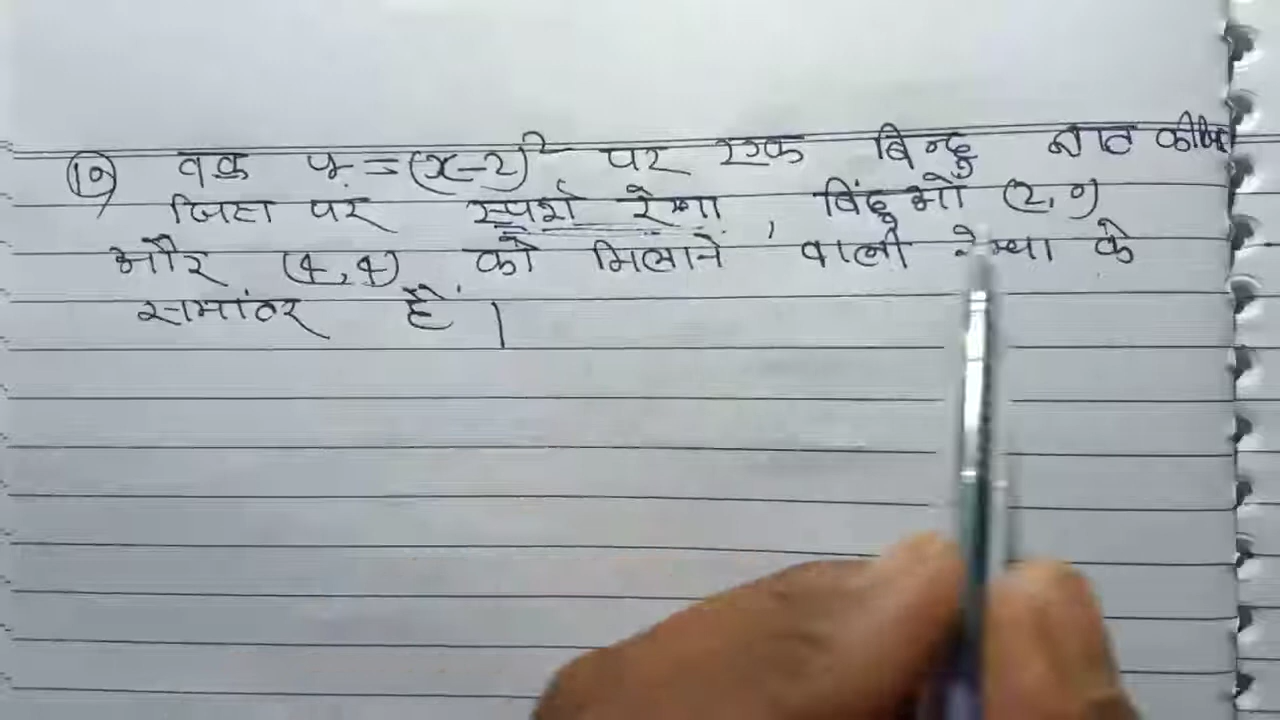 (10) वक्र y = (x-2)² पर एक बिन्दु ज्ञात कीजिए
जिस पर स्पर्श रेखा, बिंदुओं (2,0)
और (4,4) को मिलाने वाली रेखा के
समांतर है।